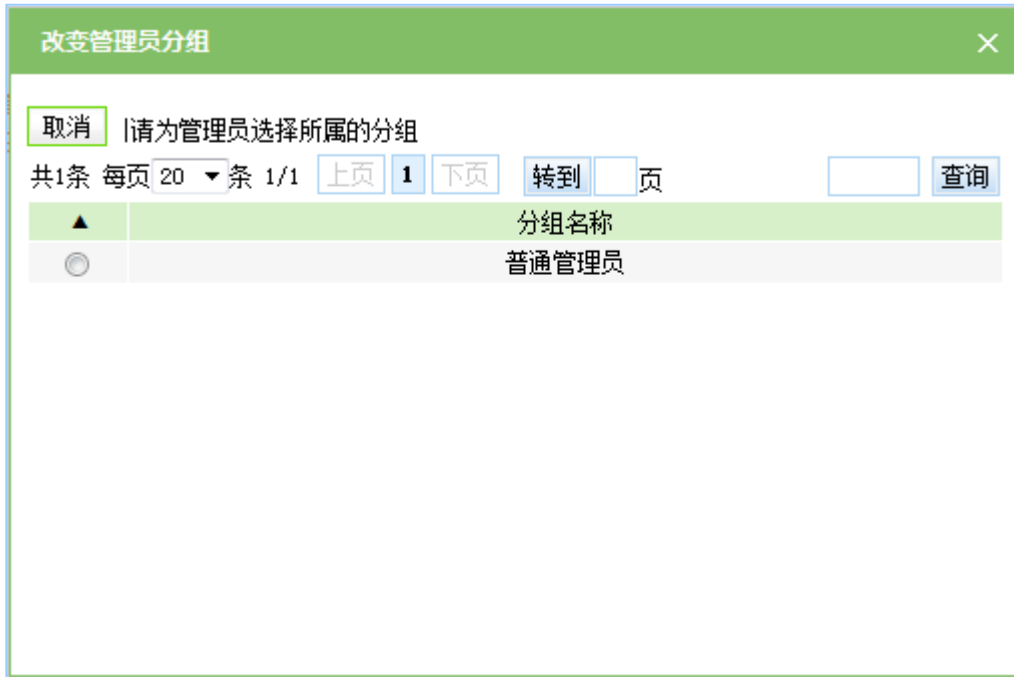 改变管理员分组
取消 |请为管理员选择所属的分组
共1条 每页 20 条 1/1 上页 1 下页 转到 页 查询
分组名称
普通管理员